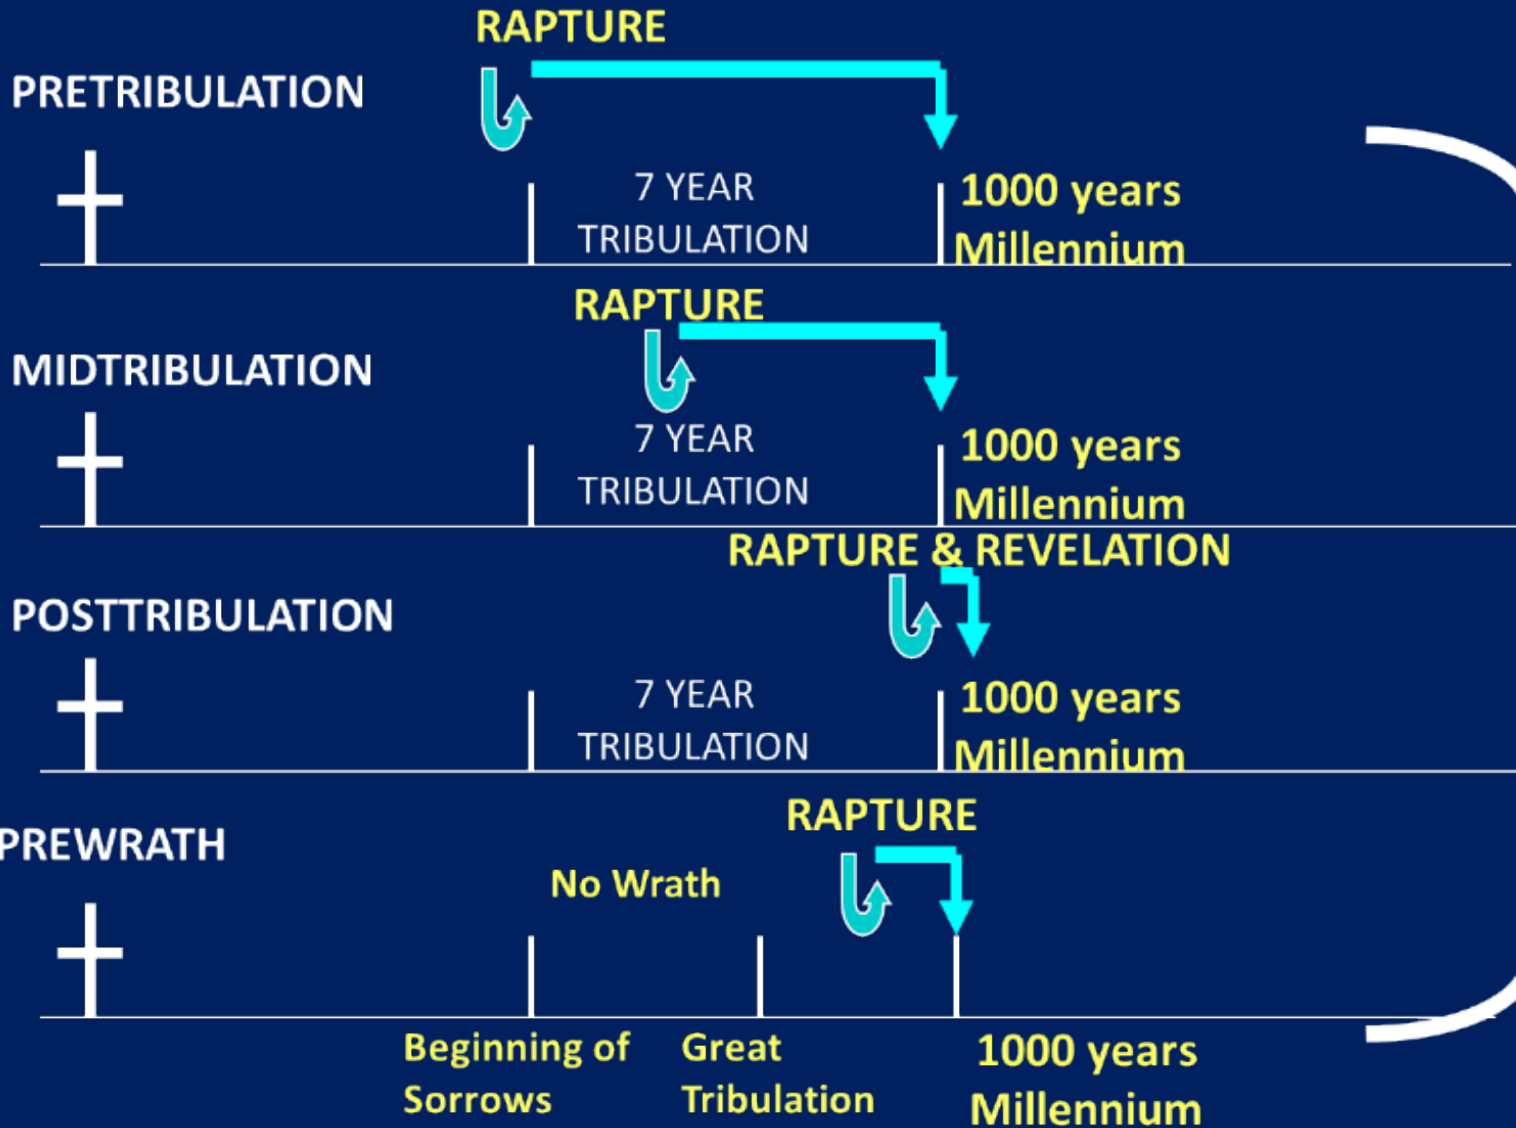 RAPTURE
PRETRIBULATION
7 YEAR
TRIBULATION
1000 years
Millennium
RAPTURE
MIDTRIBULATION
7 YEAR
TRIBULATION
1000 years
Millennium
RAPTURE & REVELATION
POSTTRIBULATION
7 YEAR
TRIBULATION
1000 years
Millennium
RAPTURE
PREWRATH
No Wrath
Beginning of
Sorrows
Great
Tribulation
1000 years
Millennium